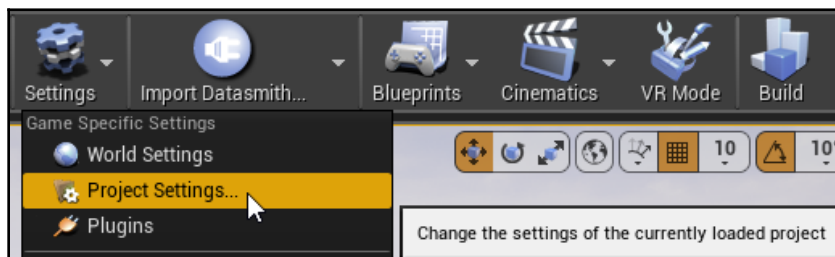 Settings
Import Datasmith...
Blueprints
Cinematics
VR Mode
Build
Game Specific Settings
World Settings
10
10°
Project Settings...
Plugins
Change the settings of the currently loaded project